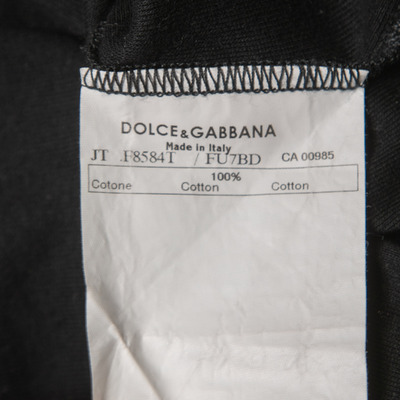 DOLCE&GABBANA
Made in Italy
JT .F8584T / FU7BD CA 00985
100%
Cotone Cotton Cotton